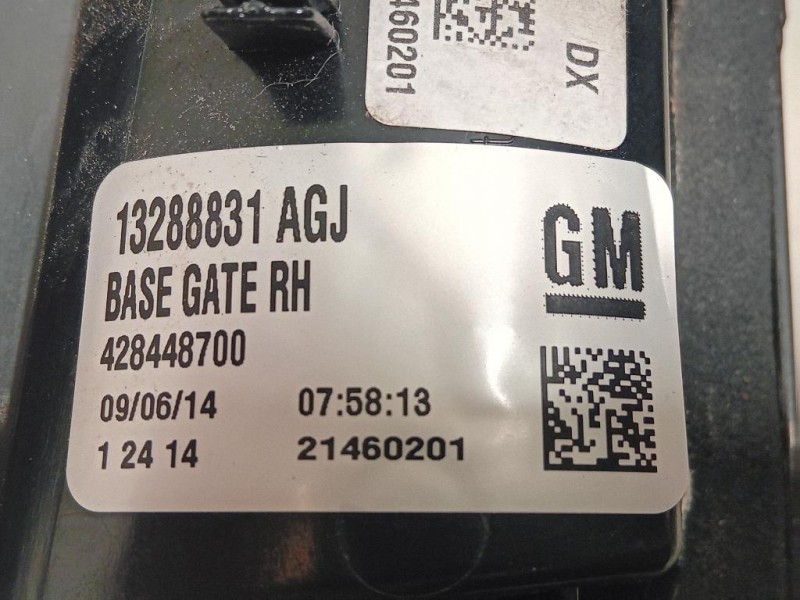 460201
DX
13288831 AGJ
BASE GATE RH
GM
428448700
09/06/14 07:58:13
1 24 14 21460201